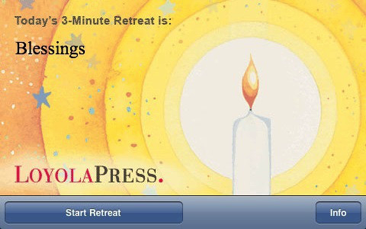 Today's 3-Minute Retreat is:
Blessings
LOYOLAPRESS.
Start Retreat
Info